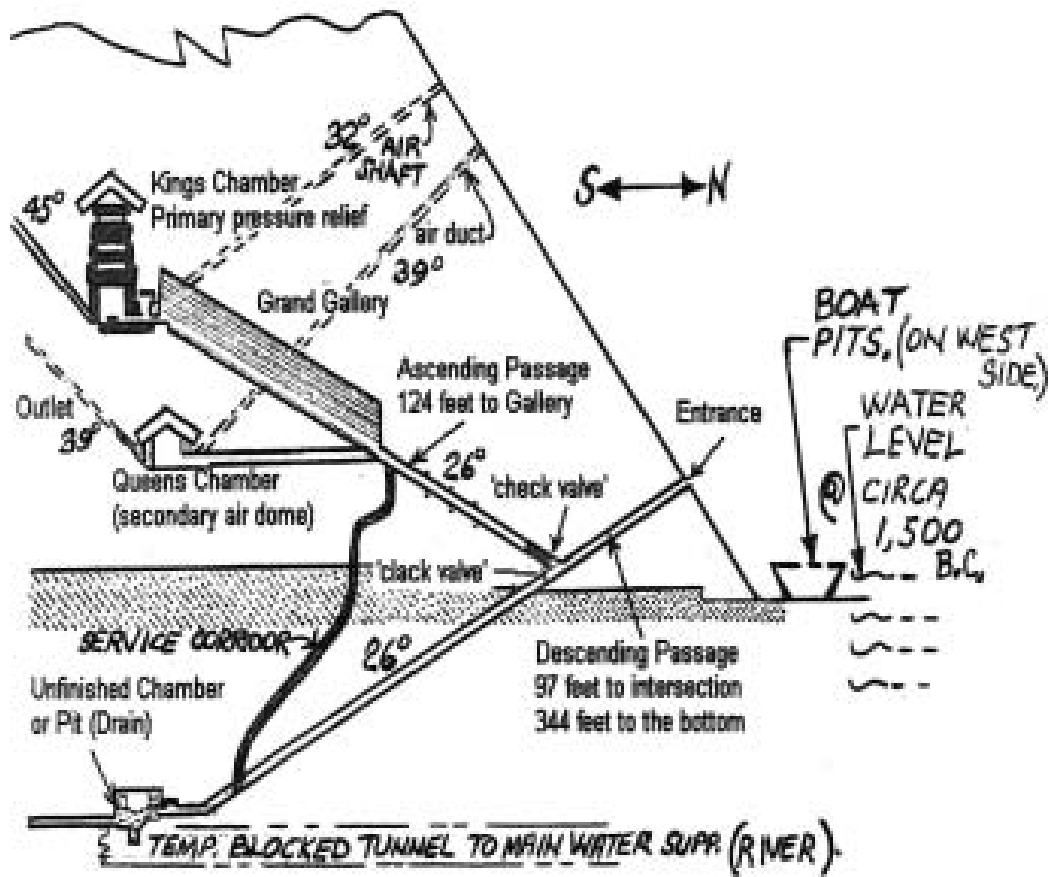 32°
AIR
SHAFT
S N
45°
Kings Chamber
Primary pressure relief
air duct
39°
Grand Gallery
BOAT
PITS. (ON WEST
SIDE)
Ascending Passage
124 feet to Gallery
Entrance
WATER
LEVEL
@ CIRCA
1,500
B.C.
Outlet
39°
26°
'check valve'
Queens Chamber
(secondary air dome)
'clack valve'
SERVICE CORRIDOR
26°
Descending Passage
97 feet to intersection
344 feet to the bottom
Unfinished Chamber
or Pit (Drain)
TEMP. BLOCKED TUNNEL TO MAIN WATER SUPP. (RIVER).